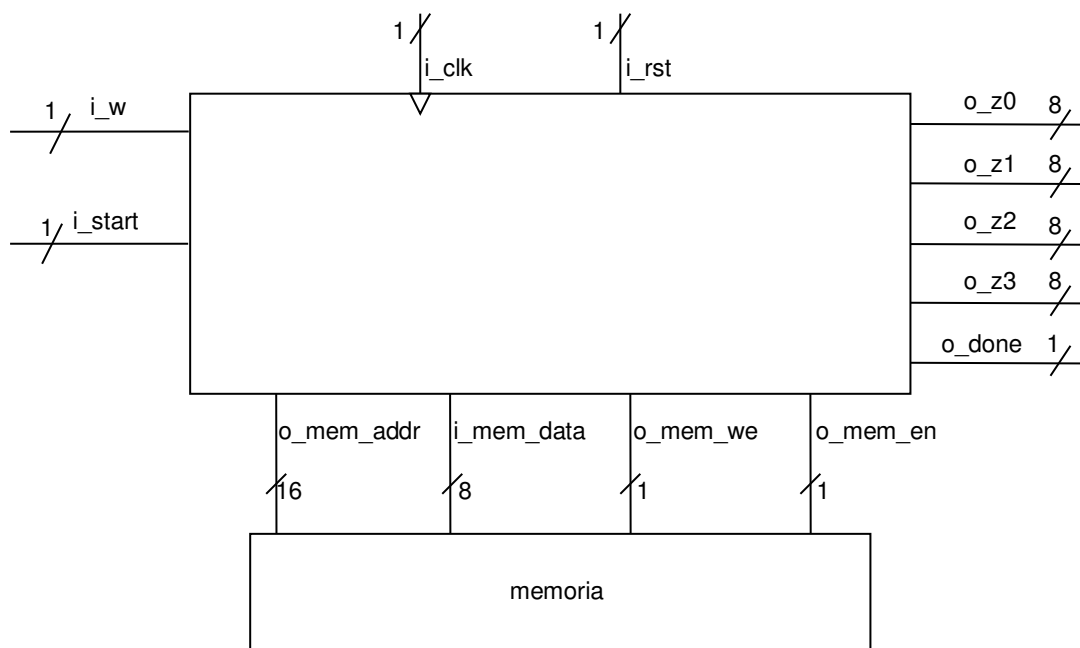 1 1
i_clk i_rst
1 i_w
o_z0 8
o_z1 8
1 i_start
o_z2 8
o_z3 8
o_done 1
o_mem_addr i_mem_data o_mem_we o_mem_en
16 8 1 1
memoria